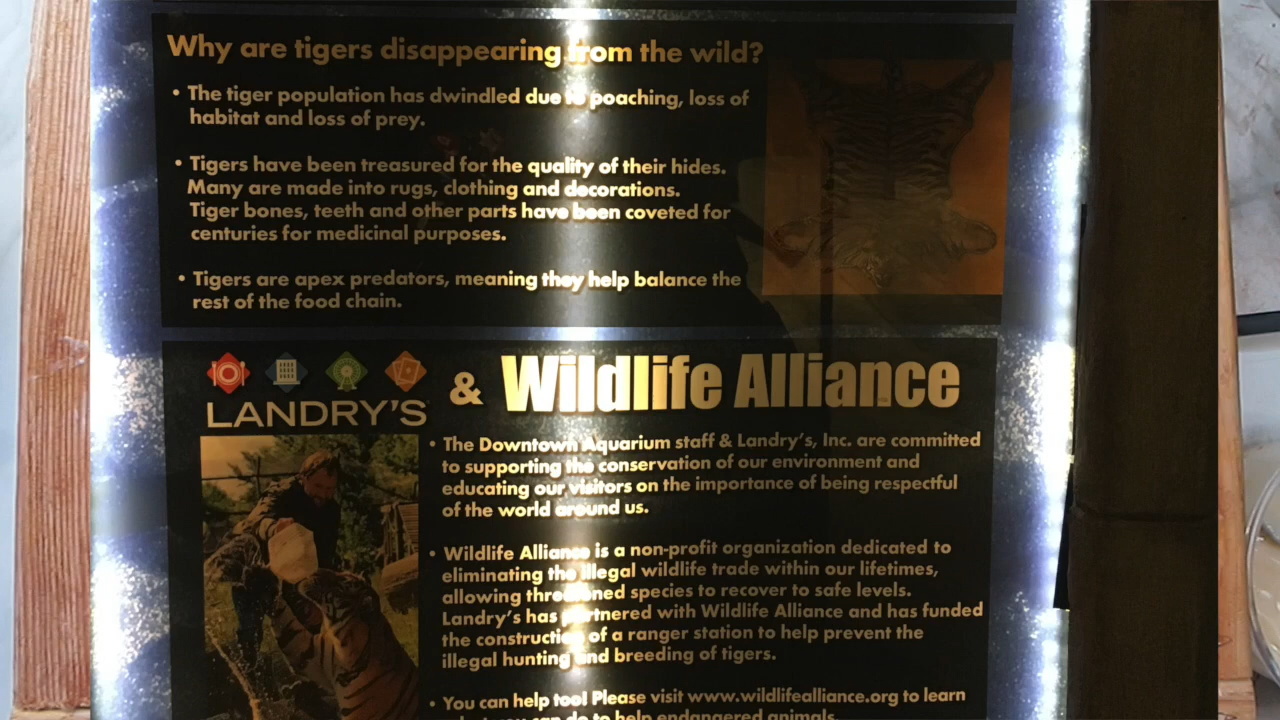 Why are tigers disappearing from the wild?
• The tiger population has dwindled due to poaching, loss of
habitat and loss of prey.
• Tigers have been treasured for the quality of their hides.
Many are made into rugs, clothing and decorations.
Tiger bones, teeth and other parts have been coveted for
centuries for medicinal purposes.
• Tigers are apex predators, meaning they help balance the
rest of the food chain.
LANDRY'S & Wildlife Alliance
• The Downtown Aquarium staff & Landry's, Inc. are committed
to supporting the conservation of our environment and
educating our visitors on the importance of being respectful
of the world around us.
• Wildlife Alliance is a non-profit organization dedicated to
eliminating the illegal wildlife trade within our lifetimes,
allowing threatened species to recover to safe levels.
Landry's has partnered with Wildlife Alliance and has funded
the construction of a ranger station to help prevent the
illegal hunting and breeding of tigers.
• You can help too! Please visit www.wildlifealliance.org to learn
what you can do to help endangered animals.